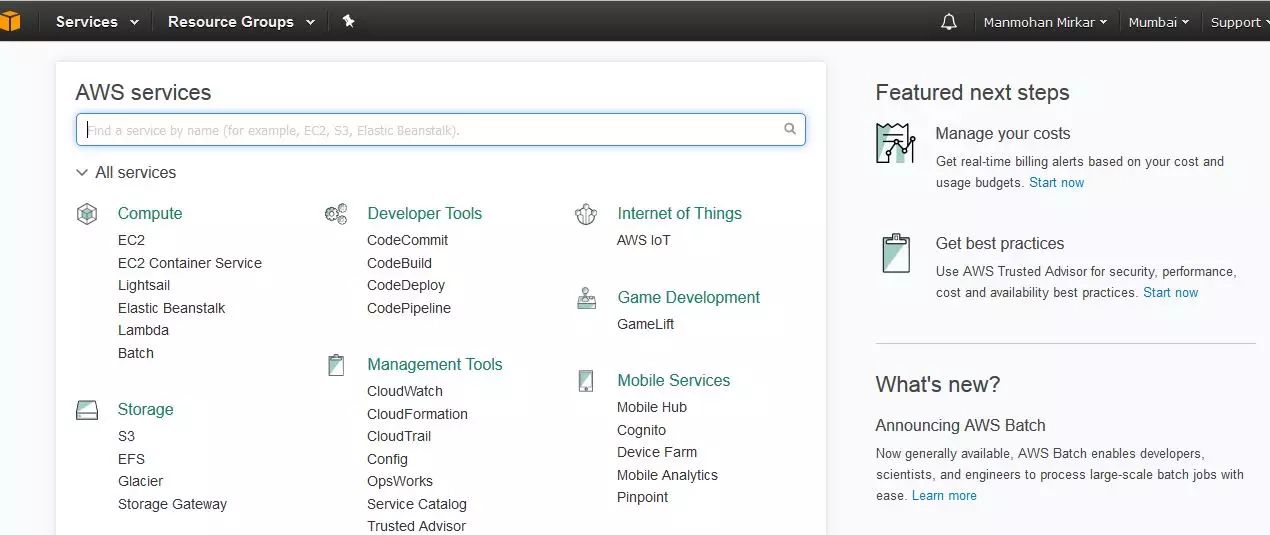 Services Resource Groups Manmohan Mirkar Mumbai Support
AWS services
Find a service by name (for example, EC2, S3, Elastic Beanstalk).
All services
Compute
EC2
EC2 Container Service
Lightsail
Elastic Beanstalk
Lambda
Batch
Storage
S3
EFS
Glacier
Storage Gateway
Developer Tools
CodeCommit
CodeBuild
CodeDeploy
CodePipeline
Management Tools
CloudWatch
CloudFormation
CloudTrail
Config
OpsWorks
Service Catalog
Trusted Advisor
Internet of Things
AWS IoT
Game Development
GameLift
Mobile Services
Mobile Hub
Cognito
Device Farm
Mobile Analytics
Pinpoint
Featured next steps
Manage your costs
Get real-time billing alerts based on your cost and
usage budgets. Start now
Get best practices
Use AWS Trusted Advisor for security, performance,
cost and availability best practices. Start now
What's new?
Announcing AWS Batch
Now generally available, AWS Batch enables developers,
scientists, and engineers to process large-scale batch jobs with
ease. Learn more